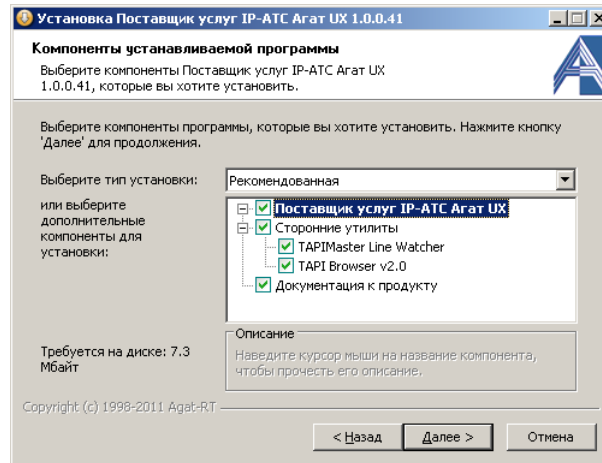 Установка Поставщик услуг IP-АТС Агат UX 1.0.0.41
Компоненты устанавливаемой программы
Выберите компоненты Поставщик услуг IP-АТС Агат UX
1.0.0.41, которые вы хотите установить.
Выберите компоненты программы, которые вы хотите установить. Нажмите кнопку
'Далее' для продолжения.
Выберите тип установки:
Рекомендованная
или выберите
дополнительные
компоненты для
установки:
Поставщик услуг IP-АТС Агат UX
Сторонние утилиты
TAPIMaster Line Watcher
TAPI Browser v2.0
Документация к продукту
Требуется на диске: 7.3
Мбайт
Описание
Наведите курсор мыши на название компонента,
чтобы прочесть его описание.
Copyright (c) 1998-2011 Agat-RT
< Назад
Далее >
Отмена